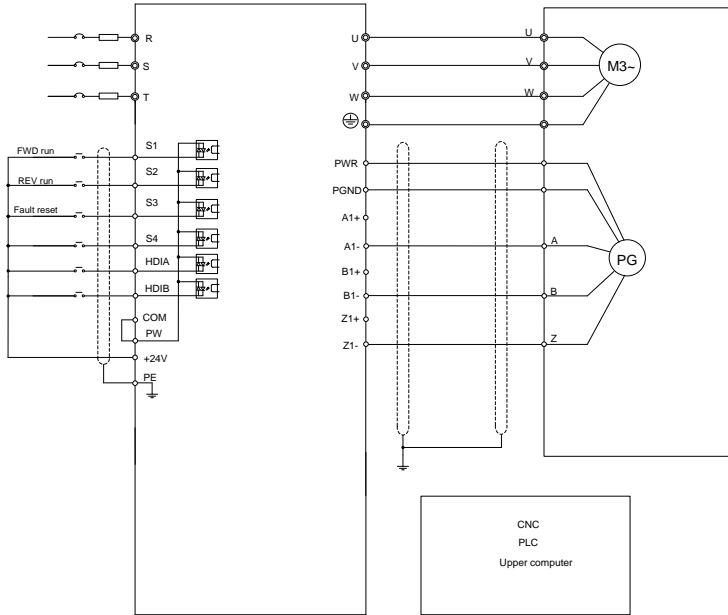 R
S
T
U
V
W
U
V
W
M3~
FWD run
REV run
Fault reset
S1
S2
S3
S4
HDIA
HDIB
COM
PW
+24V
PE
PWR
PGND
A1+
A1-
B1+
B1-
Z1+
Z1-
A
B
Z
PG
CNC
PLC
Upper computer